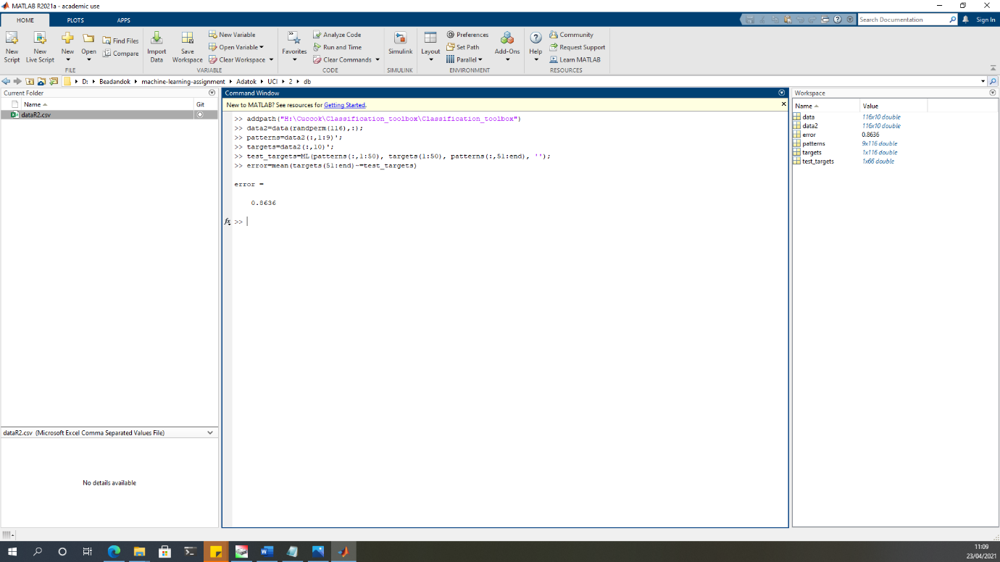 MATLAB R2021a - academic use
HOME PLOTS APPS
Search Documentation
Sign In
New Script
New Live Script
New
Open
Find Files
Compare
FILE
Import Data
Save Workspace
New Variable
Open Variable
Clear Workspace
VARIABLE
Favorites
Analyze Code
Run and Time
Clear Commands
CODE
Simulink
SIMULINK
Layout
Preferences
Set Path
Parallel
Add-Ons
ENVIRONMENT
Help
Community
Request Support
Learn MATLAB
RESOURCES
D: Beadandok machine-learning-assignment Adatok UCI 2 db
Current Folder
Name Git
dataR2.csv
dataR2.csv (Microsoft Excel Comma Separated Values File)
No details available
Command Window
New to MATLAB? See resources for Getting Started.
>> addpath("H:\Cuccok\Classification_toolbox\Classification_toolbox")
>> data2=data(randperm(116),:);
>> patterns=data2(:,1:9)';
>> targets=data2(:,10)';
>> test_targets=ML(patterns(:,1:50), targets(1:50), patterns(:,51:end), '');
>> error=mean(targets(51:end)~=test_targets)
error =
0.8636
fx >>
Workspace
Name Value
data 116x10 double
data2 116x10 double
error 0.8636
patterns 9x116 double
targets 1x116 double
test_targets 1x66 double
11:09
23/04/2021